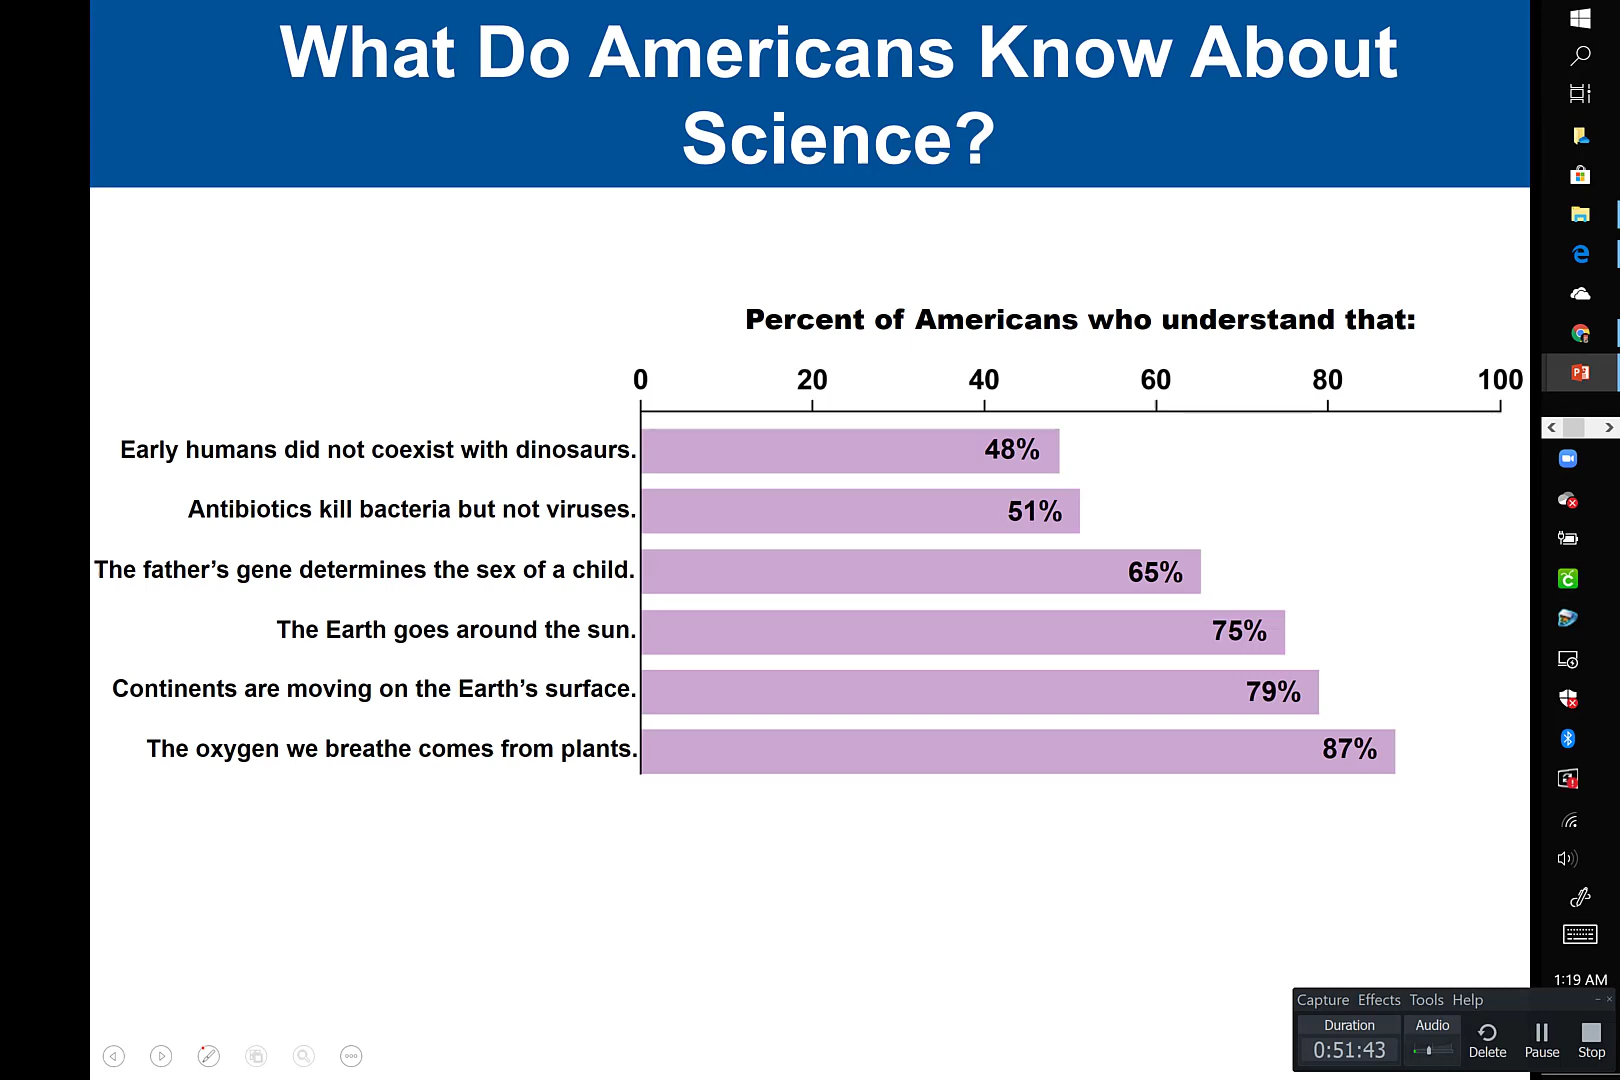 What Do Americans Know About
Science?
Percent of Americans who understand that:
0 20 40 60 80 100
Early humans did not coexist with dinosaurs. 48%
Antibiotics kill bacteria but not viruses. 51%
The father’s gene determines the sex of a child. 65%
The Earth goes around the sun. 75%
Continents are moving on the Earth’s surface. 79%
The oxygen we breathe comes from plants. 87%
1:19 AM
Capture Effects Tools Help
Duration Audio
0:51:43 Delete Pause Stop